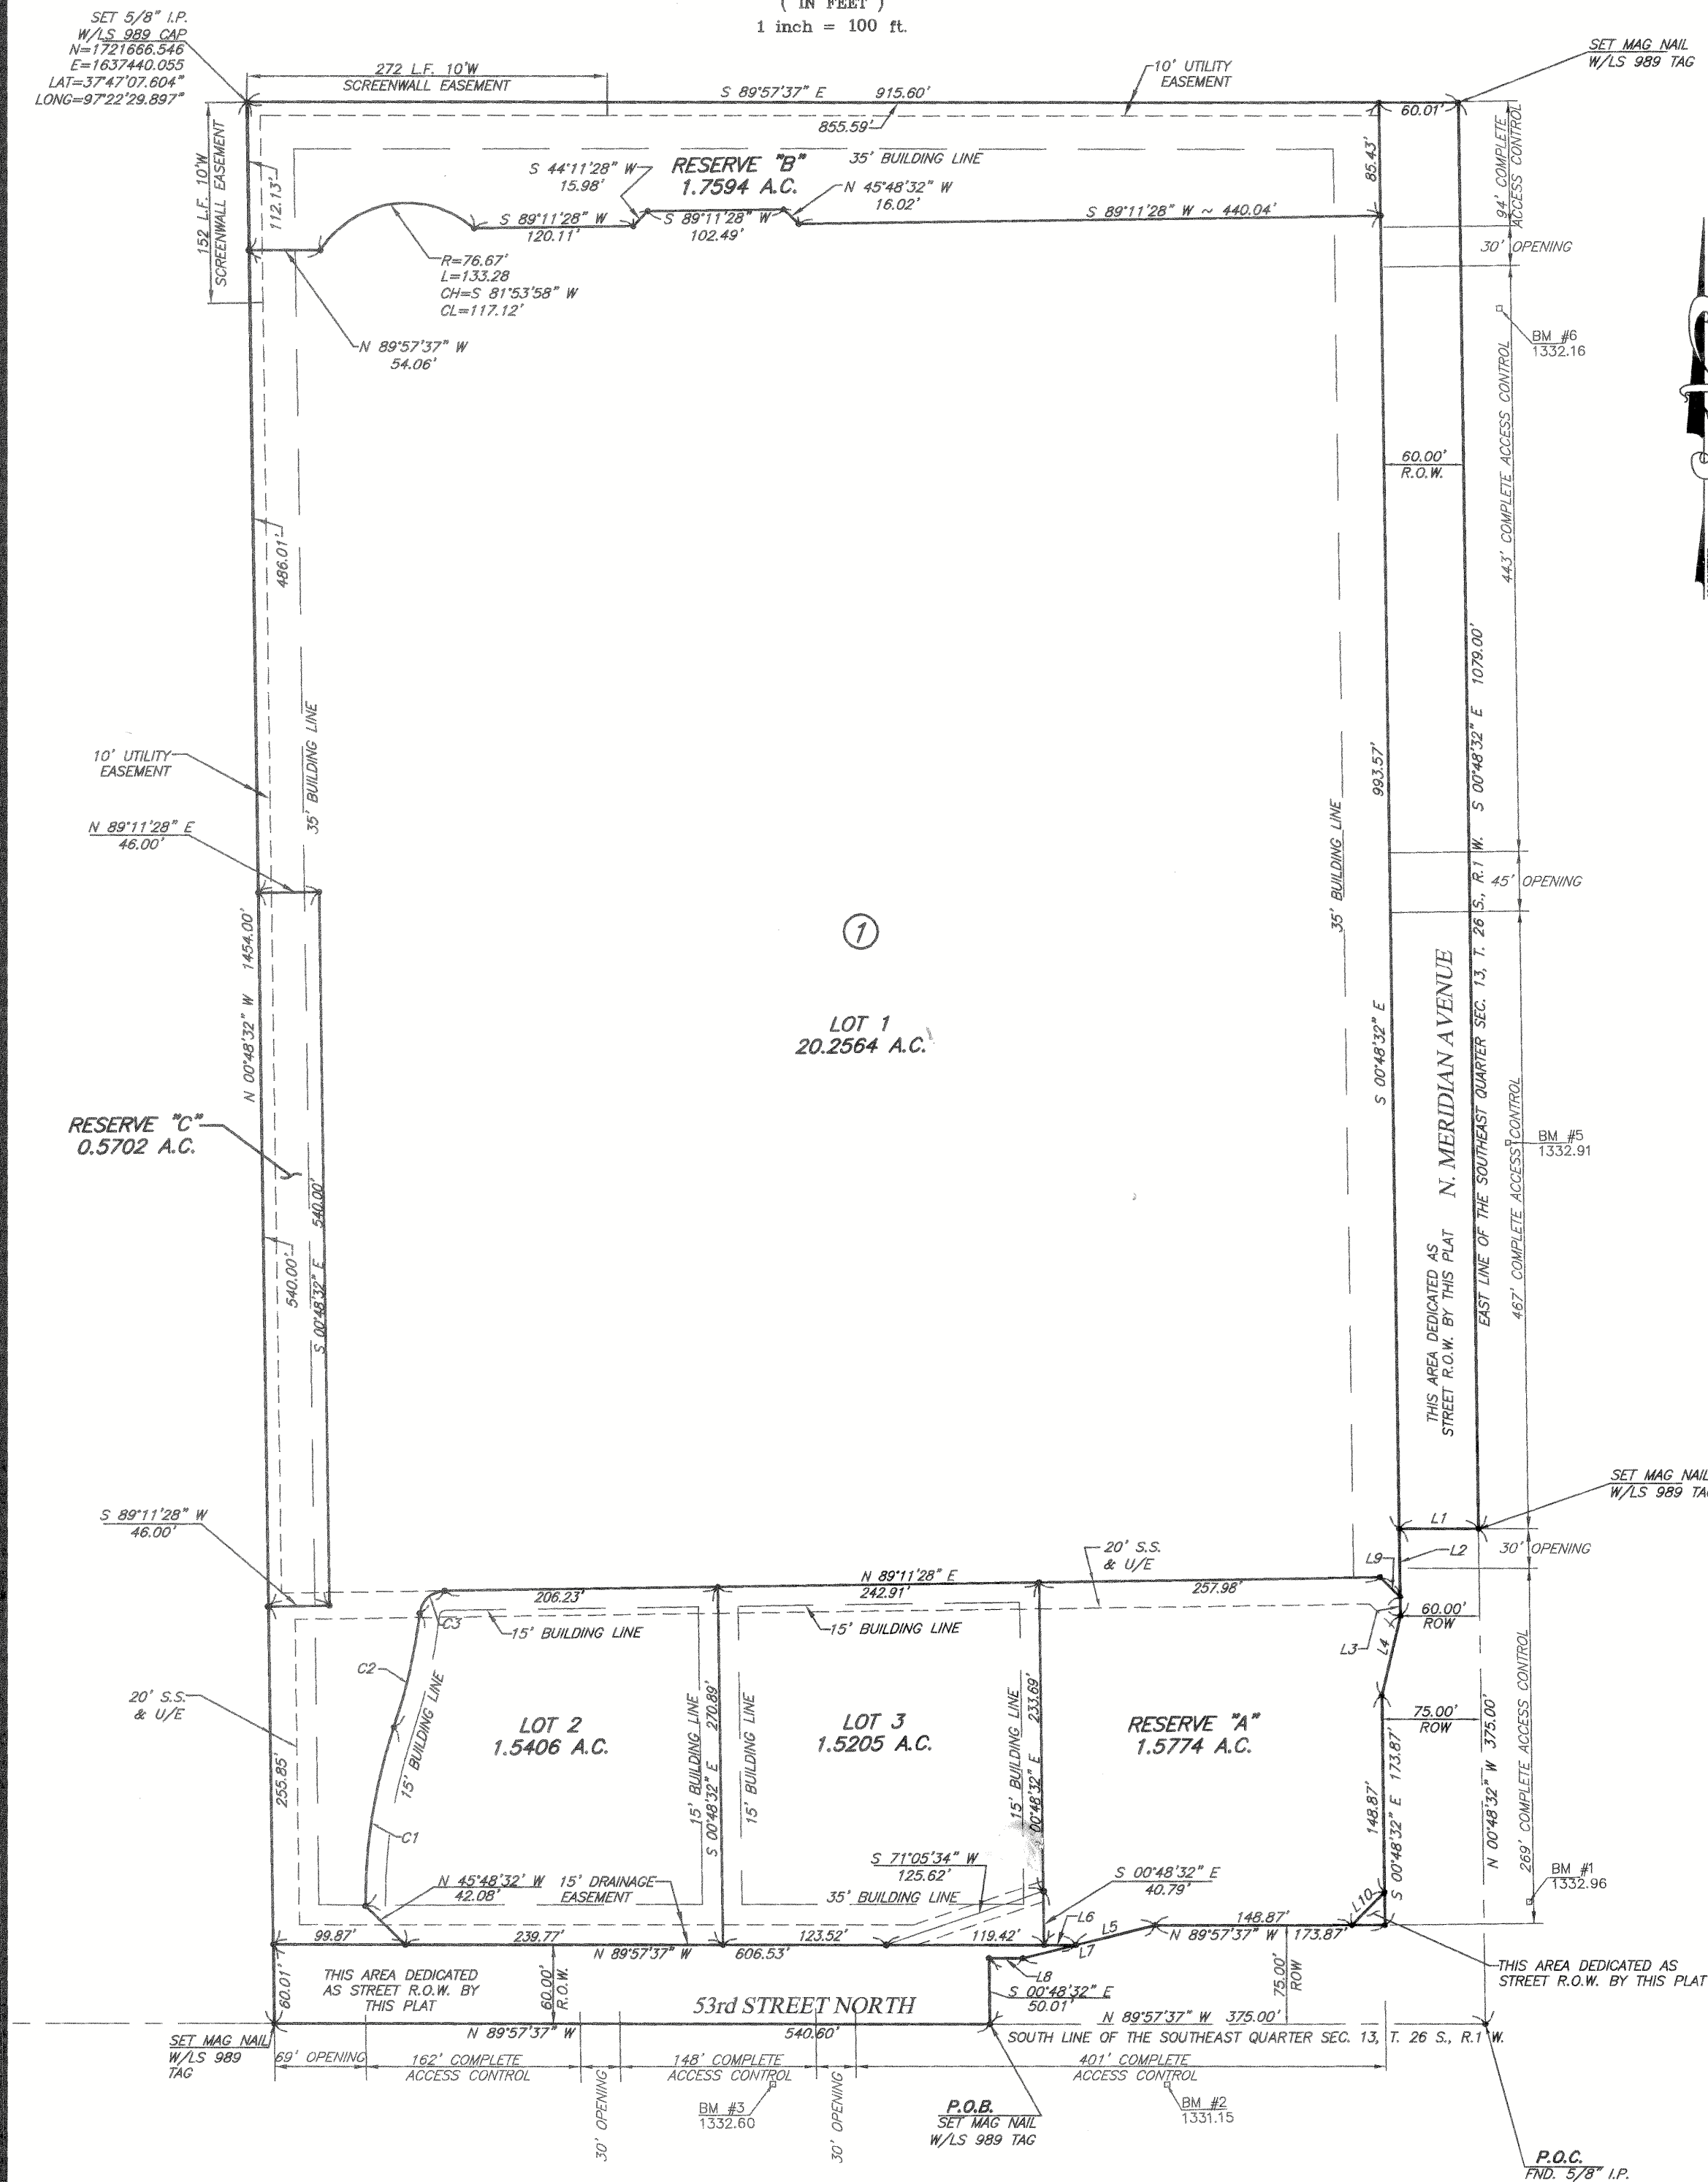 ( IN FEET )
1 inch = 100 ft.
SET 5/8" I.P.
W/LS 989 CAP
N=1721666.546
E=1637440.055
LAT=37°47'07.604"
LONG=97°22'29.897"
272 L.F. 10'W
SCREENWALL EASEMENT
S 89°57'37" E 915.60'
855.59'
10' UTILITY
EASEMENT
SET MAG NAIL
W/LS 989 TAG
60.01'
94' COMPLETE
ACCESS CONTROL
85.43'
152 L.F. 10'W
SCREENWALL EASEMENT
112.13'
S 44°11'28" W
15.98'
RESERVE "B"
1.7594 A.C.
35' BUILDING LINE
N 45°48'32" W
16.02'
S 89°11'28" W
120.11'
S 89°11'28" W
102.49'
S 89°11'28" W ~ 440.04'
30' OPENING
R=76.67'
L=133.28
CH=S 81°53'58" W
CL=117.12'
N 89°57'37" W
54.06'
BM #6
1332.16
443' COMPLETE ACCESS CONTROL
60.00'
R.O.W.
486.01'
10' UTILITY
EASEMENT
35' BUILDING LINE
N 89°11'28" E
46.00'
993.57'
S 00°48'32" E 1079.00'
35' BUILDING LINE
45' OPENING
N 00°48'32" W 1454.00'
1
LOT 1
20.2564 A.C.
S 00°48'32" E
N. MERIDIAN AVENUE
EAST LINE OF THE SOUTHEAST QUARTER SEC. 13, T. 26 S., R.1 W.
467' COMPLETE ACCESS CONTROL
BM #5
1332.91
RESERVE "C"
0.5702 A.C.
540.00'
S 00°48'32" E 540.00'
THIS AREA DEDICATED AS
STREET R.O.W. BY THIS PLAT
SET MAG NAIL
W/LS 989 TAG
S 89°11'28" W
46.00'
L1
L2
30' OPENING
20' S.S.
& U/E
L9
N 89°11'28" E
206.23'
242.91'
257.98'
C3
15' BUILDING LINE
15' BUILDING LINE
60.00'
ROW
L3
L4
C2
20' S.S.
& U/E
15' BUILDING LINE
LOT 2
1.5406 A.C.
15' BUILDING LINE
S 00°48'32" E 270.89'
15' BUILDING LINE
LOT 3
1.5205 A.C.
15' BUILDING LINE
00°48'32" E 233.69'
RESERVE "A"
1.5774 A.C.
75.00'
ROW
148.87'
S 00°48'32" E 173.87'
N 00°48'32" W 375.00'
269' COMPLETE ACCESS CONTROL
255.85'
C1
N 45°48'32' W
42.08'
15' DRAINAGE
EASEMENT
S 71°05'34" W
125.62'
35' BUILDING LINE
S 00°48'32" E
40.79'
L10
BM #1
1332.96
L6
L5
L7
148.87'
N 89°57'37" W 173.87'
99.87'
239.77'
N 89°57'37" W 606.53'
123.52'
119.42'
L8
60.01'
THIS AREA DEDICATED
AS STREET R.O.W. BY
THIS PLAT
60.00'
R.O.W.
53rd STREET NORTH
S 00°48'32" E
50.01'
75.00'
ROW
THIS AREA DEDICATED AS
STREET R.O.W. BY THIS PLAT
N 89°57'37" W 375.00'
SET MAG NAIL
W/LS 989
TAG
N 89°57'37" W 540.60'
SOUTH LINE OF THE SOUTHEAST QUARTER SEC. 13, T. 26 S., R.1 W.
69' OPENING
162' COMPLETE
ACCESS CONTROL
30' OPENING
148' COMPLETE
ACCESS CONTROL
30' OPENING
401' COMPLETE
ACCESS CONTROL
BM #3
1332.60
P.O.B.
SET MAG NAIL
W/LS 989 TAG
BM #2
1331.15
P.O.C.
FND. 5/8" I.P.